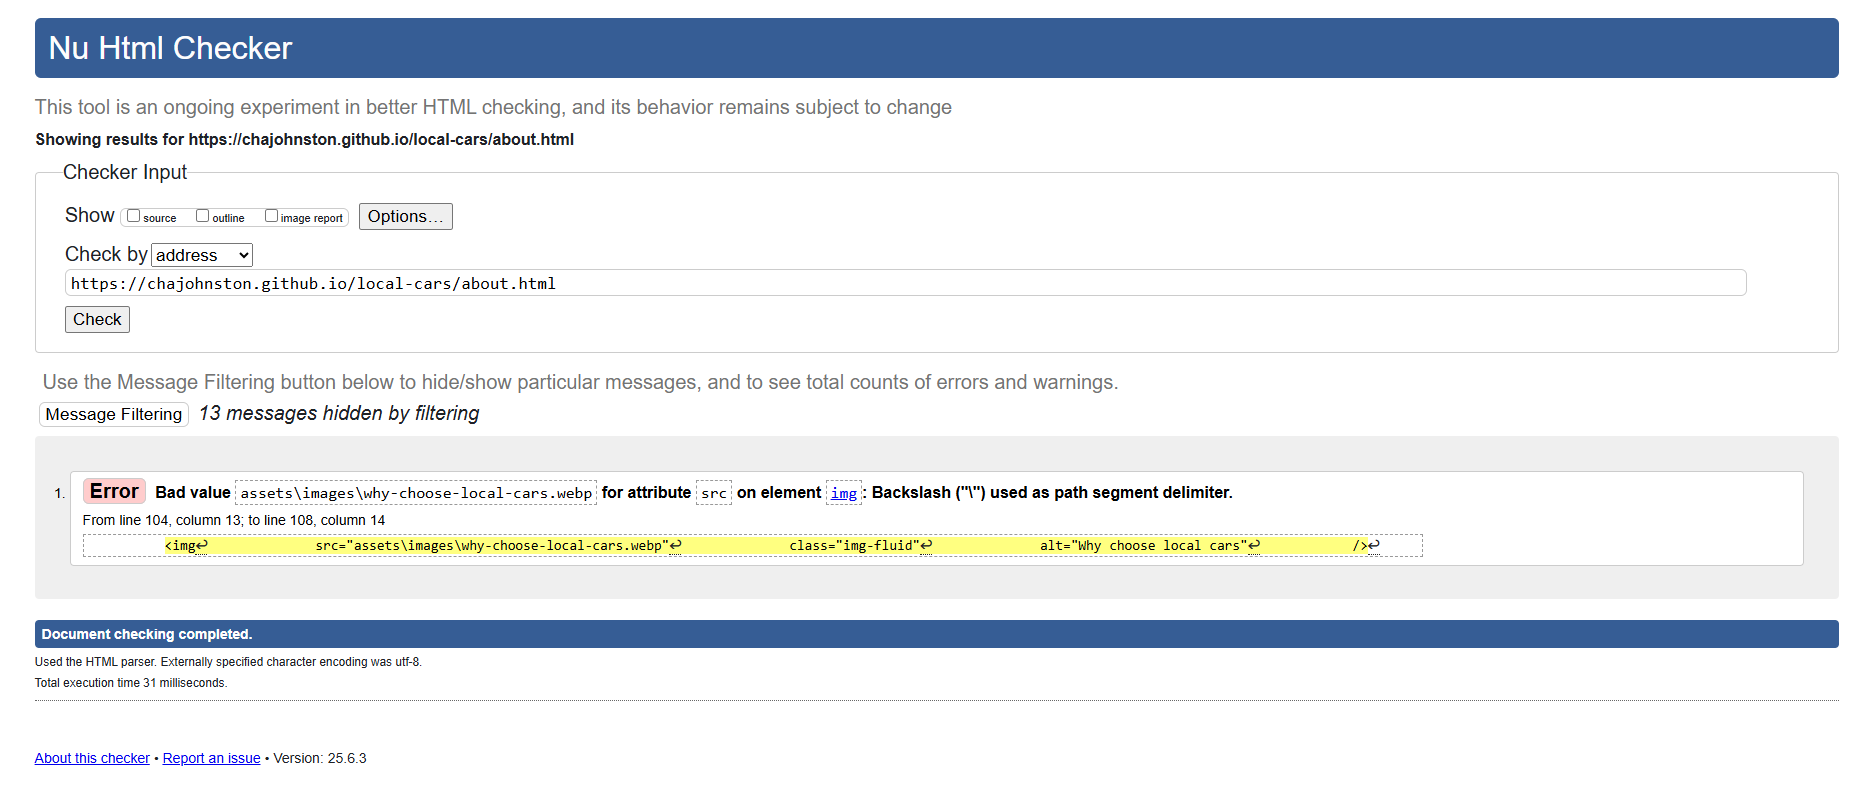 Nu Html Checker
This tool is an ongoing experiment in better HTML checking, and its behavior remains subject to change
Showing results for https://chajohnston.github.io/local-cars/about.html
Checker Input
Show source outline image report Options…
Check by address
https://chajohnston.github.io/local-cars/about.html
Check
Use the Message Filtering button below to hide/show particular messages, and to see total counts of errors and warnings.
Message Filtering 13 messages hidden by filtering
1. Error Bad value assets\images\why-choose-local-cars.webp for attribute src on element img: Backslash ("\") used as path segment delimiter.
From line 104, column 13; to line 108, column 14
<img↩ src="assets\images\why-choose-local-cars.webp"↩ class="img-fluid"↩ alt="Why choose local cars"↩ />↩
Document checking completed.
Used the HTML parser. Externally specified character encoding was utf-8.
Total execution time 31 milliseconds.
About this checker • Report an issue • Version: 25.6.3